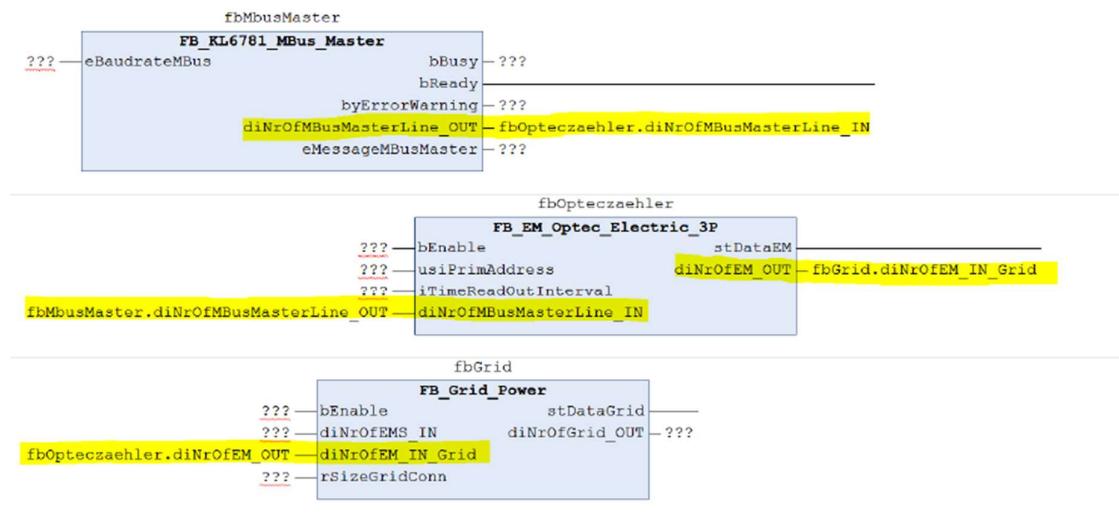 fbMbusMaster
FB_KL6781_MBus_Master
??? eBaudrateMBus bBusy ???
bReady
byErrorWarning ???
diNrOfMBusMasterLine_OUT fbOpteczaehler.diNrOfMBusMasterLine_IN
eMessageMBusMaster ???
fbOpteczaehler
FB_EM_Optec_Electric_3P
??? bEnable stDataEM
??? usiPrimAddress diNrOfEM_OUT fbGrid.diNrOfEM_IN_Grid
??? iTimeReadOutInterval
fbMbusMaster.diNrOfMBusMasterLine_OUT diNrOfMBusMasterLine_IN
fbGrid
FB_Grid_Power
??? bEnable stDataGrid
??? diNrOfEMS_IN diNrOfGrid_OUT ???
fbOpteczaehler.diNrOfEM_OUT diNrOfEM_IN_Grid
??? rSizeGridConn